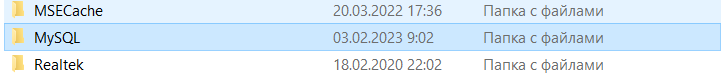 MSECache 20.03.2022 17:36 Папка с файлами
MySQL 03.02.2023 9:02 Папка с файлами
Realtek 18.02.2020 22:02 Папка с файлами